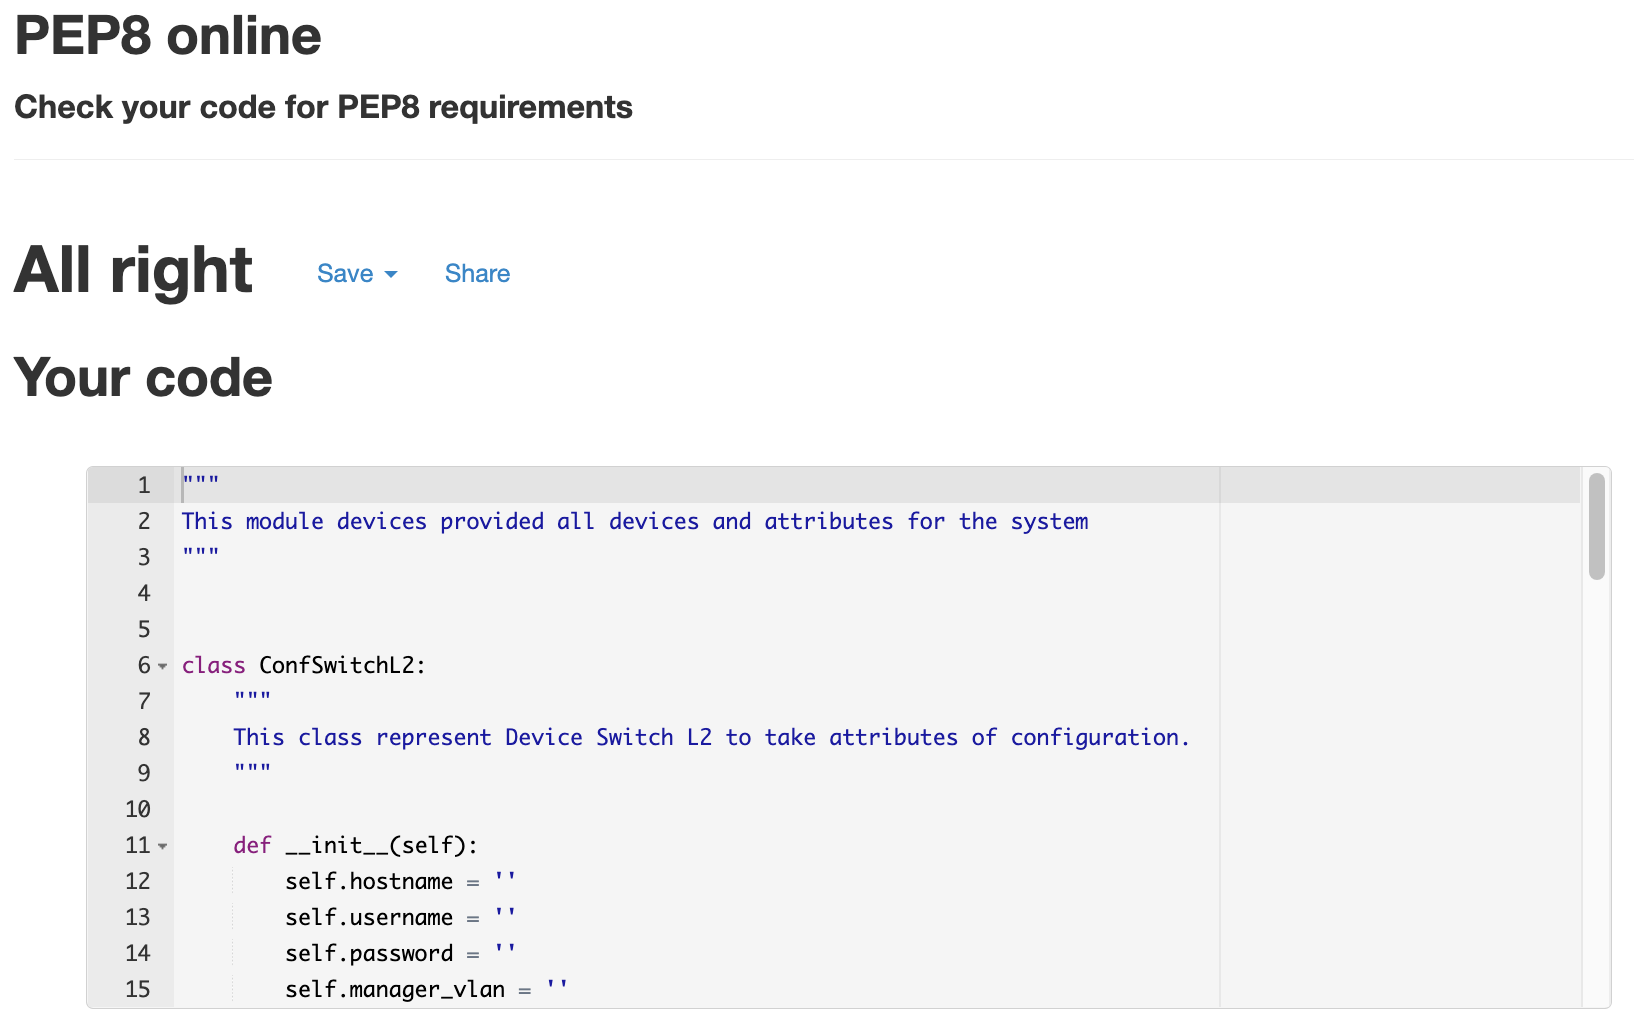 PEP8 online
Check your code for PEP8 requirements
All right Save Share
Your code
1 """
2 This module devices provided all devices and attributes for the system
3 """
4
5
6 class ConfSwitchL2:
7     """
8     This class represent Device Switch L2 to take attributes of configuration.
9     """
10
11     def __init__(self):
12         self.hostname = ''
13         self.username = ''
14         self.password = ''
15         self.manager_vlan = ''